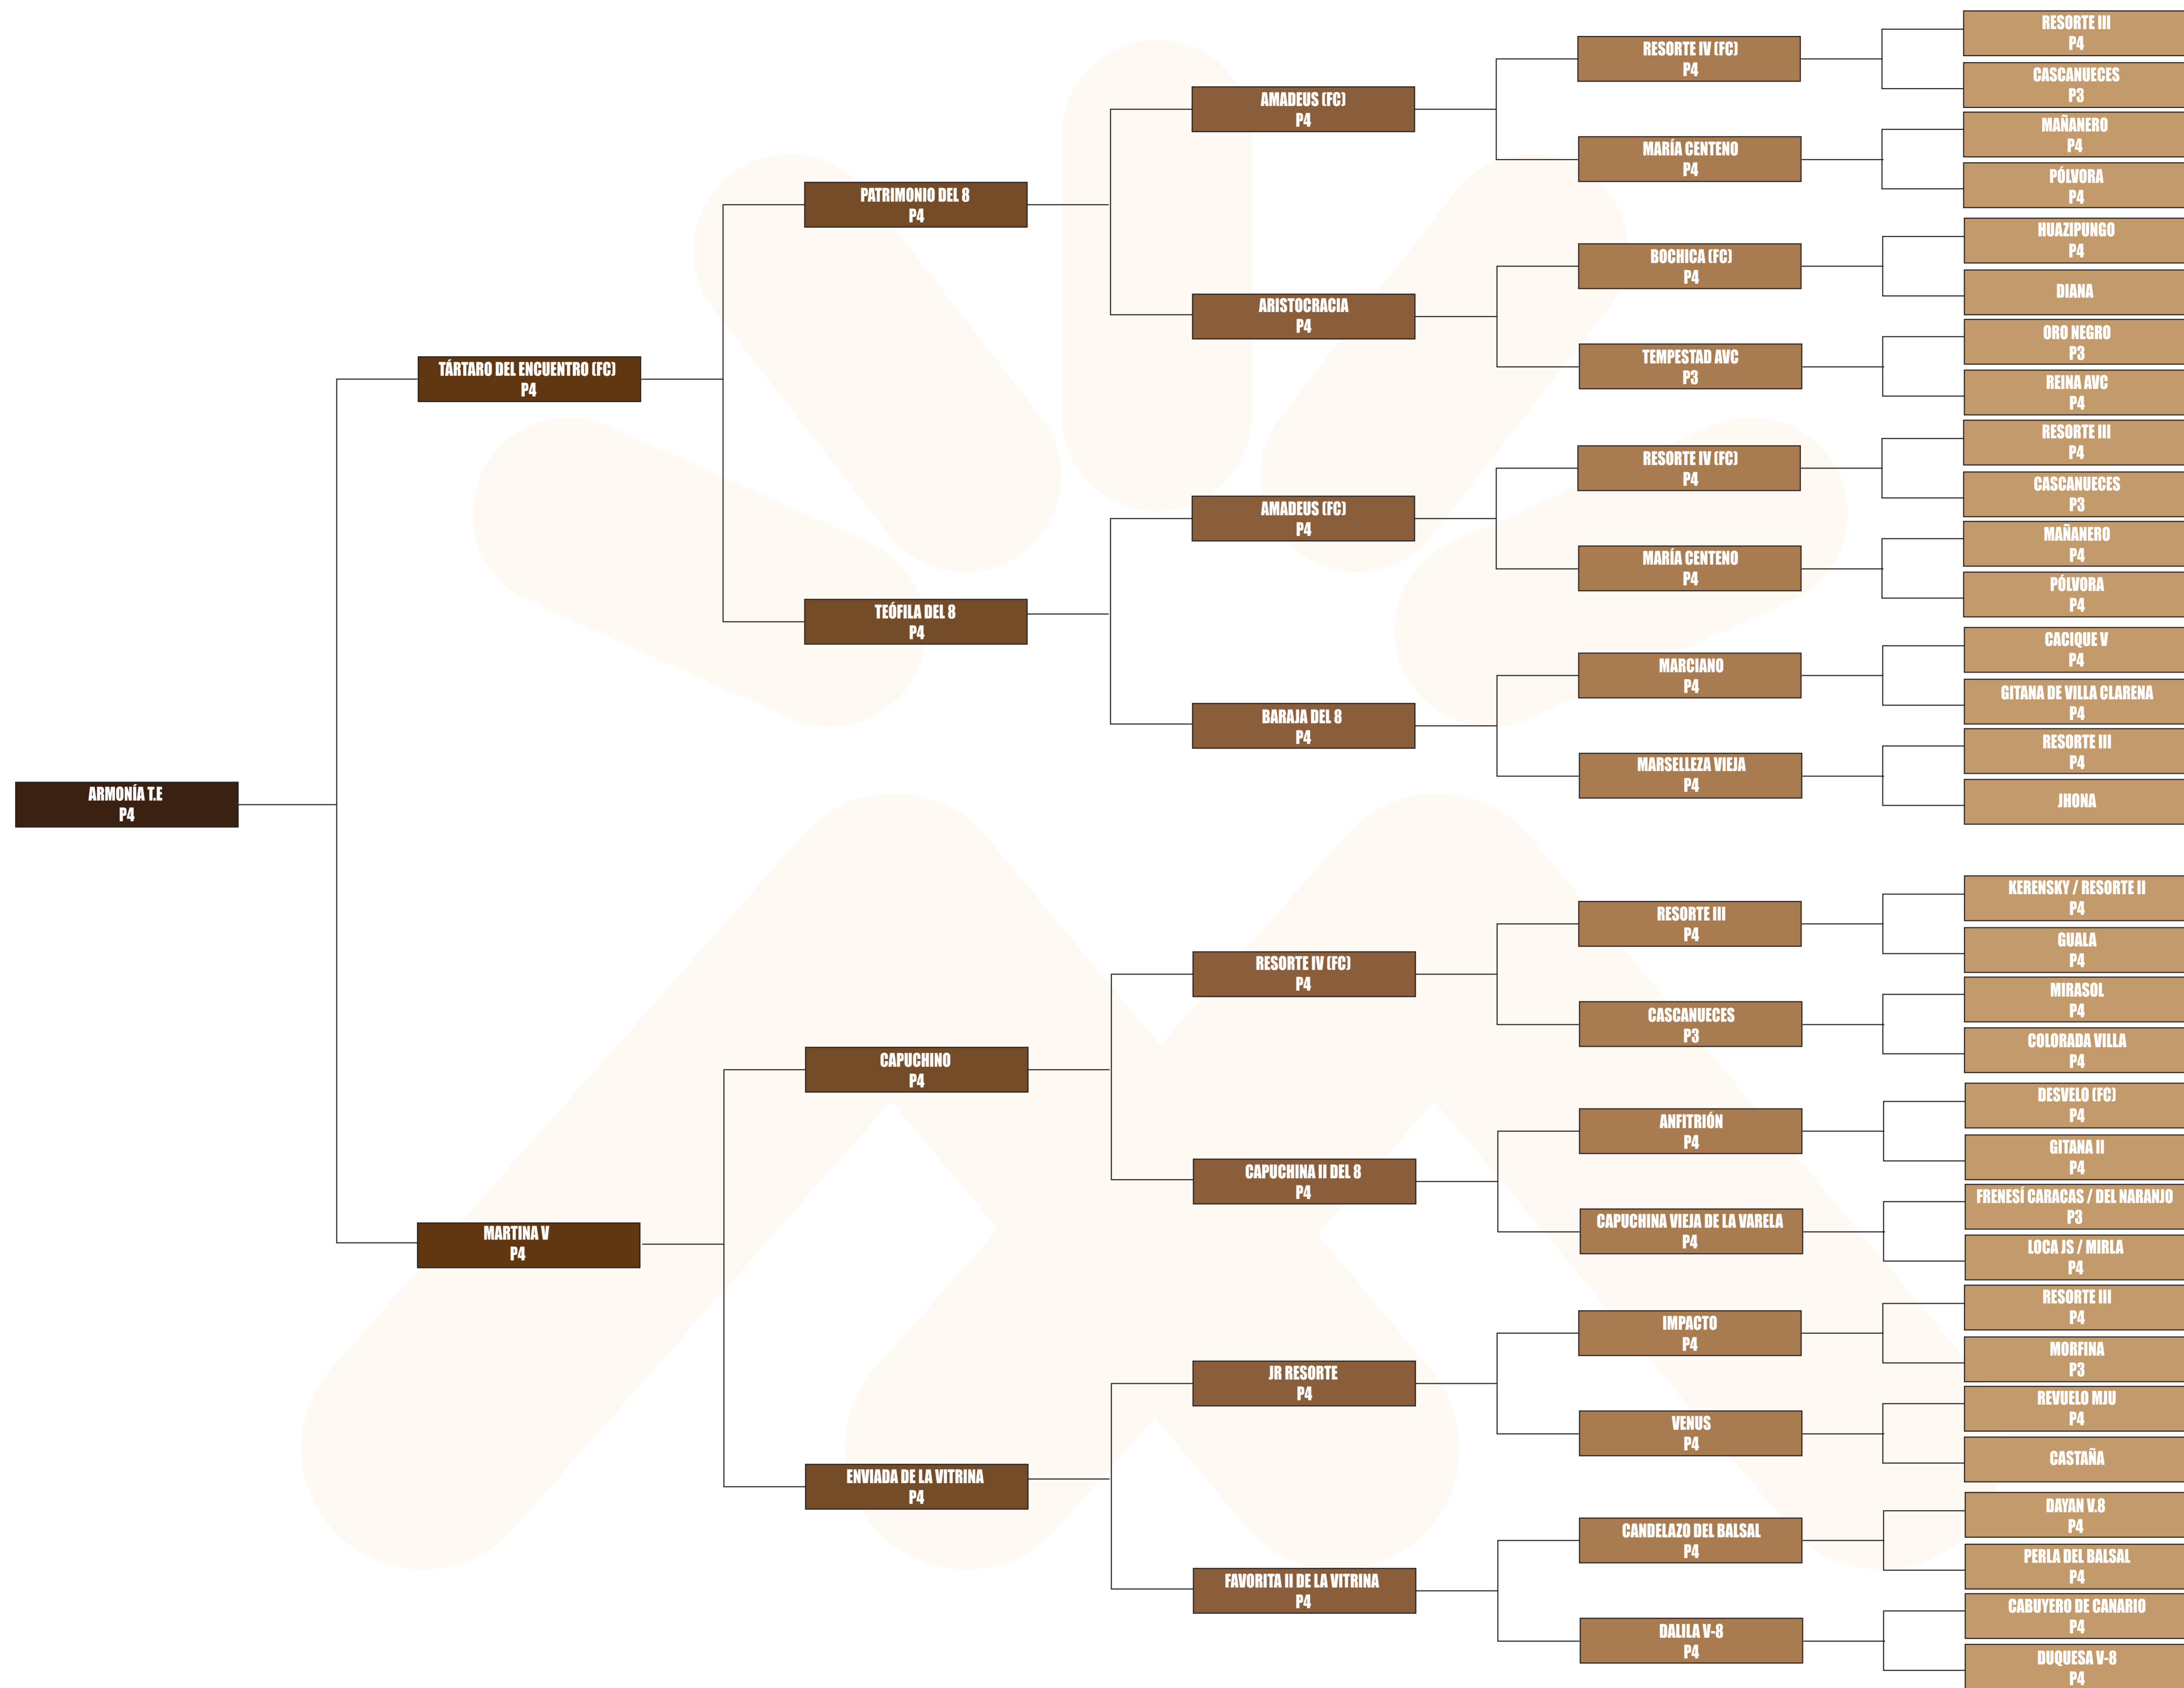 ARMONÍA T.E
P4
TÁRTARO DEL ENCUENTRO (FC)
P4
MARTINA V
P4
PATRIMONIO DEL 8
P4
TEÓFILA DEL 8
P4
CAPUCHINO
P4
ENVIADA DE LA VITRINA
P4
AMADEUS (FC)
P4
ARISTOCRACIA
P4
AMADEUS (FC)
P4
BARAJA DEL 8
P4
RESORTE IV (FC)
P4
CAPUCHINA II DEL 8
P4
JR RESORTE
P4
FAVORITA II DE LA VITRINA
P4
RESORTE IV (FC)
P4
MARÍA CENTENO
P4
BOCHICA (FC)
P4
TEMPESTAD AVC
P3
RESORTE IV (FC)
P4
MARÍA CENTENO
P4
MARCIANO
P4
MARSELLEZA VIEJA
P4
RESORTE III
P4
CASCANUECES
P3
ANFITRIÓN
P4
CAPUCHINA VIEJA DE LA VARELA
P4
IMPACTO
P4
VENUS
P4
CANDELAZO DEL BALSAL
P4
DALILA V-8
P4
RESORTE III
P4
CASCANUECES
P3
MAÑANERO
P4
PÓLVORA
P4
HUAZIPUNGO
P4
DIANA
ORO NEGRO
P3
REINA AVC
P4
RESORTE III
P4
CASCANUECES
P3
MAÑANERO
P4
PÓLVORA
P4
CACIQUE V
P4
GITANA DE VILLA CLARENA
P4
RESORTE III
P4
JHONA
KERENSKY / RESORTE II
P4
GUALA
P4
MIRASOL
P4
COLORADA VILLA
P4
DESVELO (FC)
P4
GITANA II
P4
FRENESÍ CARACAS / DEL NARANJO
P3
LOCA JS / MIRLA
P4
RESORTE III
P4
MORFINA
P3
REVUELO MJU
P4
CASTAÑA
DAYAN V.8
P4
PERLA DEL BALSAL
P4
CABUYERO DE CANARIO
P4
DUQUESA V-8
P4